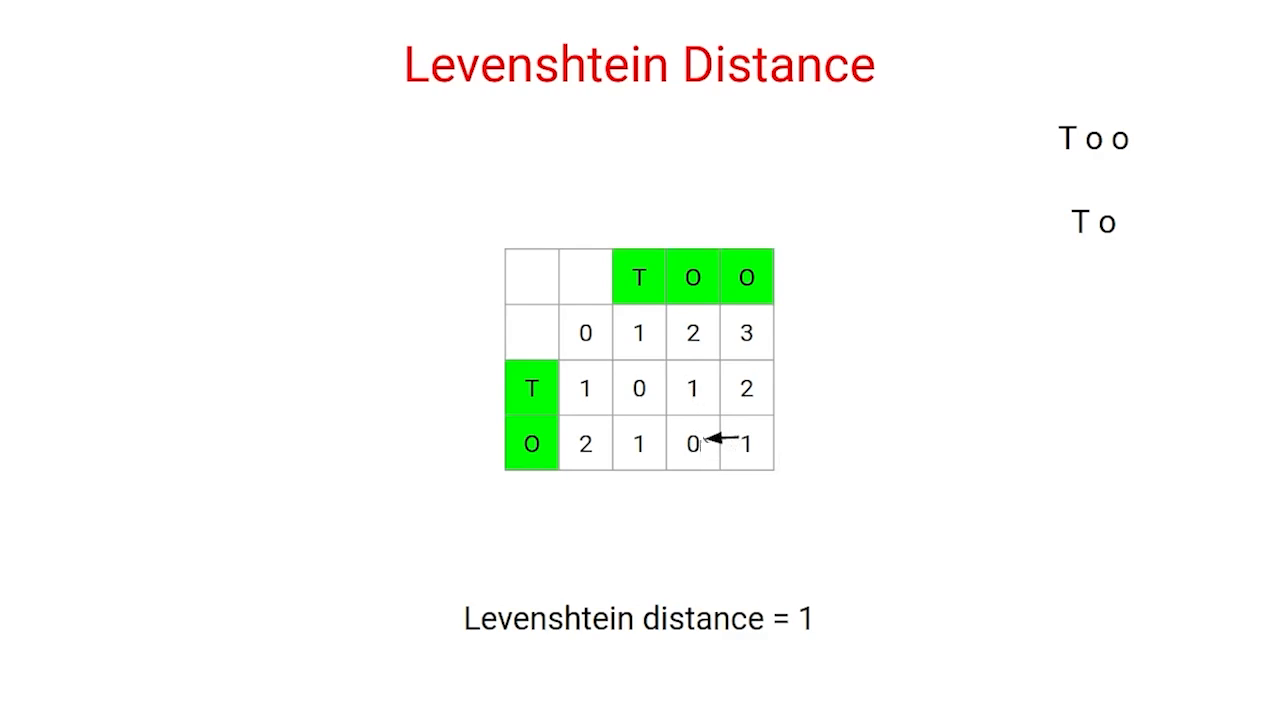 Levenshtein Distance
T o o
T o
T O O
0 1 2 3
T 1 0 1 2
O 2 1 0 1
Levenshtein distance = 1